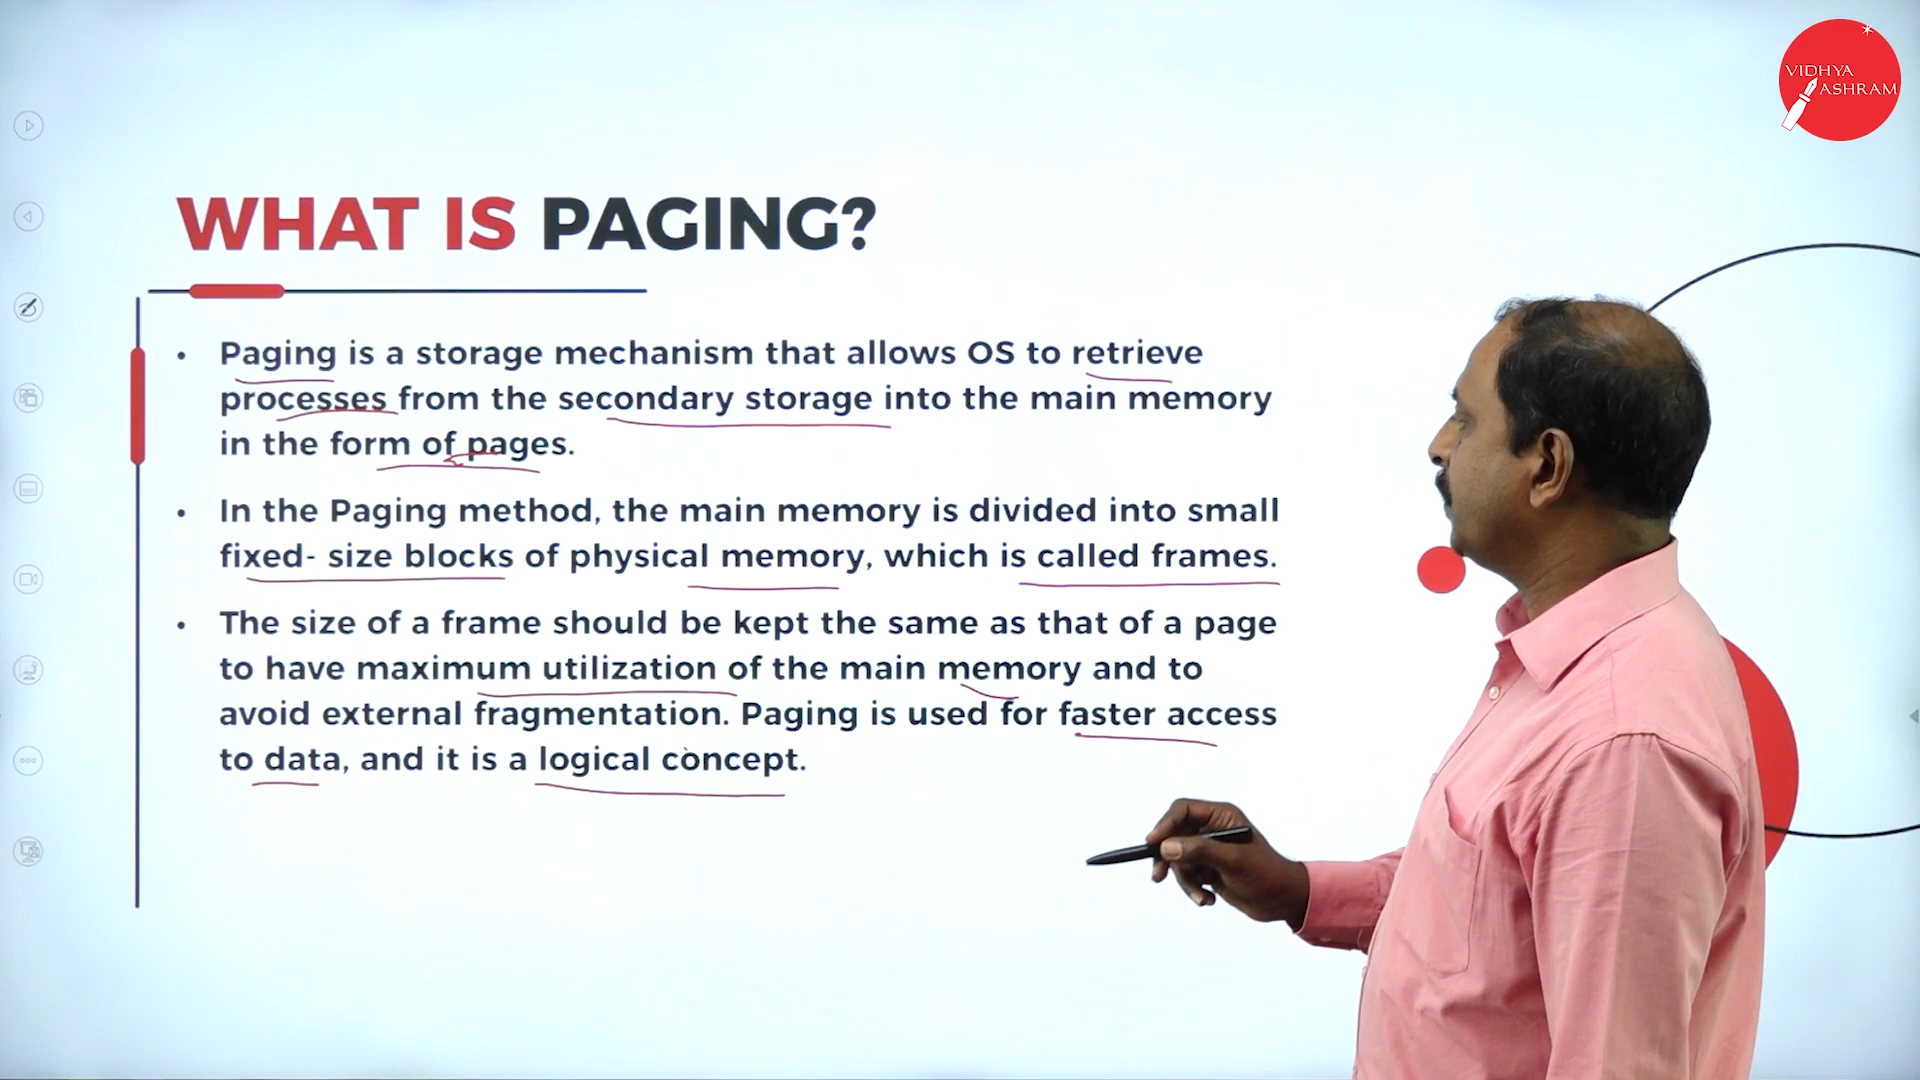 VIDHYA
ASHRAM
WHAT IS PAGING?
• Paging is a storage mechanism that allows OS to retrieve
processes from the secondary storage into the main memory
in the form of pages.
• In the Paging method, the main memory is divided into small
fixed- size blocks of physical memory, which is called frames.
• The size of a frame should be kept the same as that of a page
to have maximum utilization of the main memory and to
avoid external fragmentation. Paging is used for faster access
to data, and it is a logical concept.